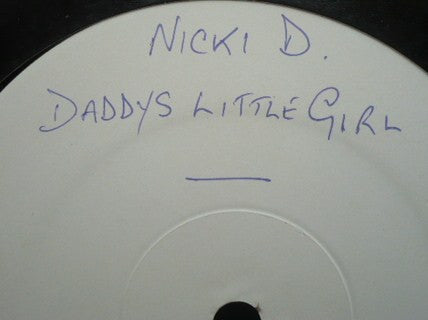 NICKI D.
DADDYS LITTLE GIRL